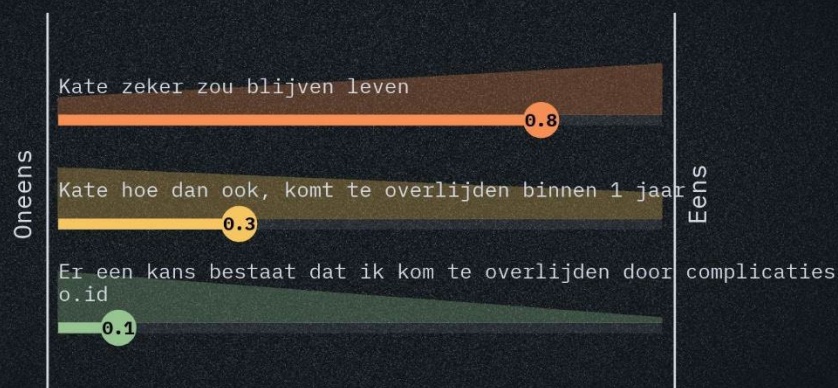 Kate zeker zou blijven leven
0.8
Oneens
Kate hoe dan ook, komt te overlijden binnen 1 jaar
Eens
0.3
Er een kans bestaat dat ik kom te overlijden door complicaties
o.id
0.1